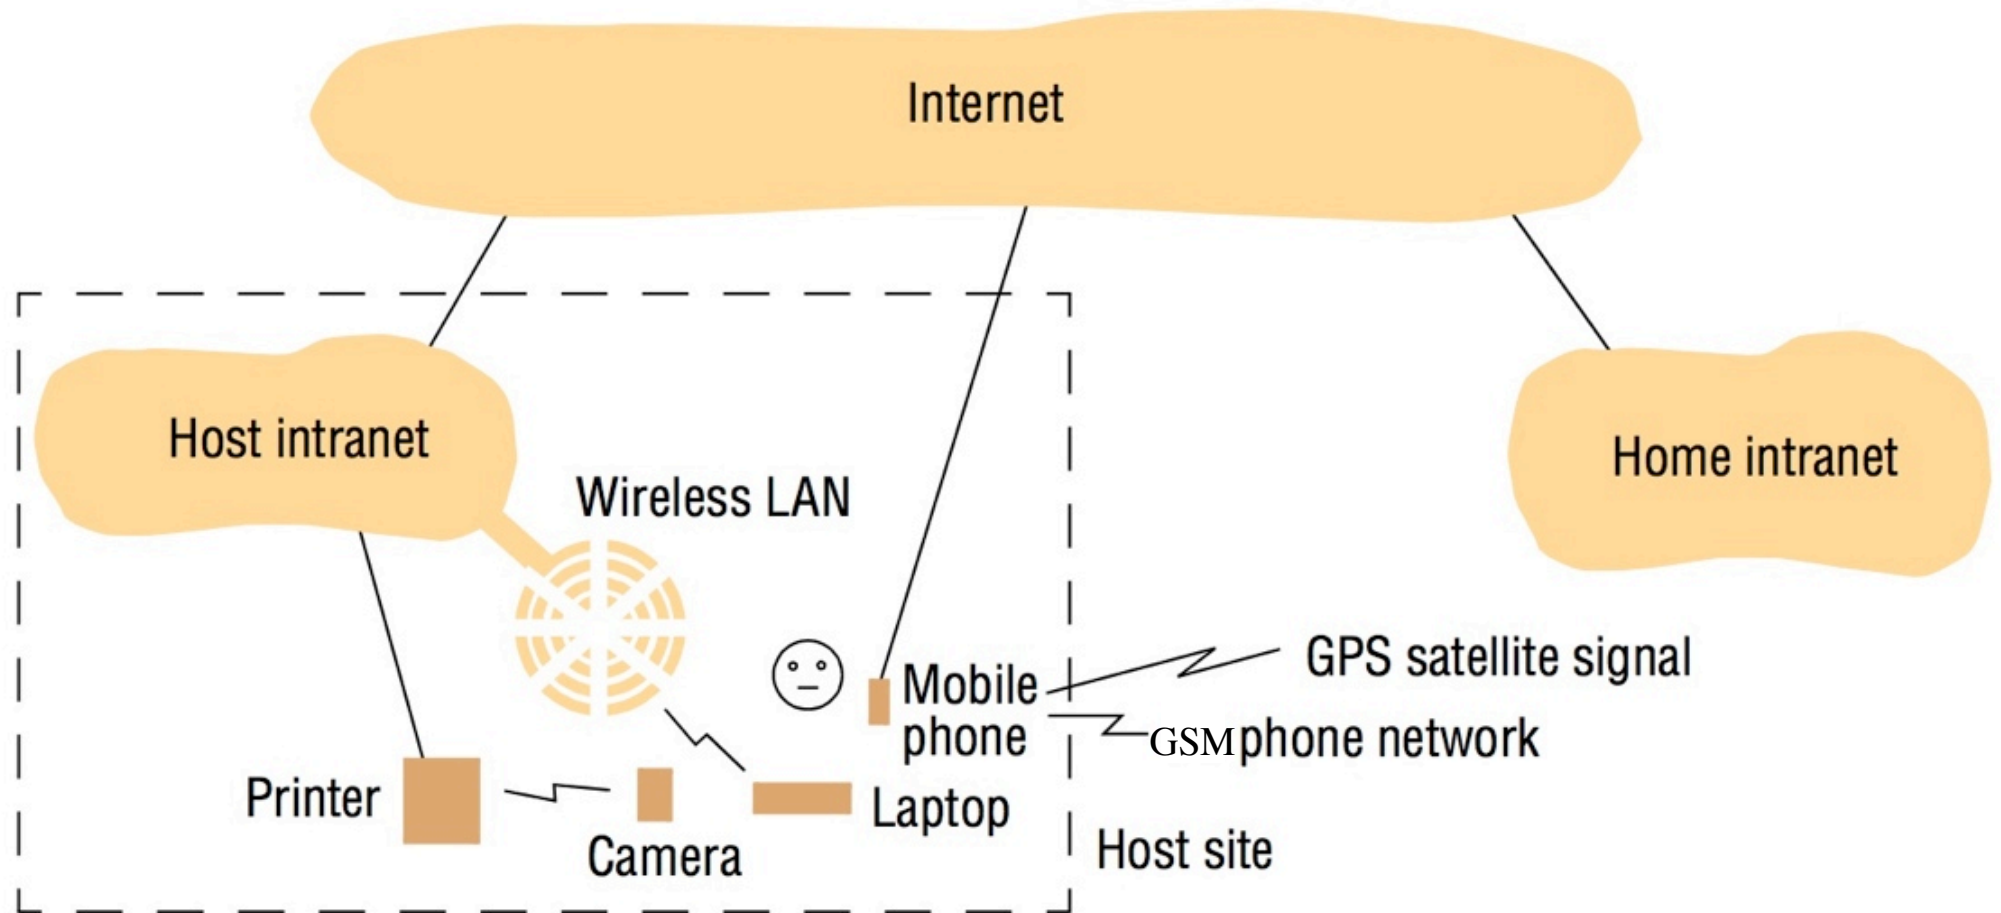 Internet
Host intranet
Home intranet
Wireless LAN
GPS satellite signal
Mobile
phone
GSM phone network
Printer
Laptop
Camera
Host site